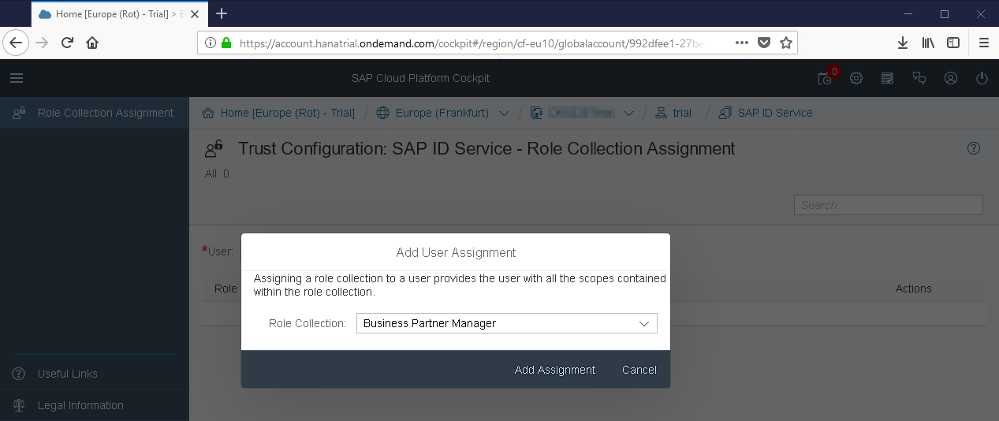 Home [Europe (Rot) - Trial] >
https://account.hanatrial.ondemand.com/cockpit#/region/cf-eu10/globalaccount/992dfee1-27be
SAP Cloud Platform Cockpit
0
Role Collection Assignment
Home [Europe (Rot) - Trial] / Europe (Frankfurt) / / trial / SAP ID Service
Trust Configuration: SAP ID Service - Role Collection Assignment
All: 0
Search
*User:
Role
Actions
Add User Assignment
Assigning a role collection to a user provides the user with all the scopes contained
within the role collection.
Role Collection: Business Partner Manager
Add Assignment Cancel
Useful Links
Legal Information